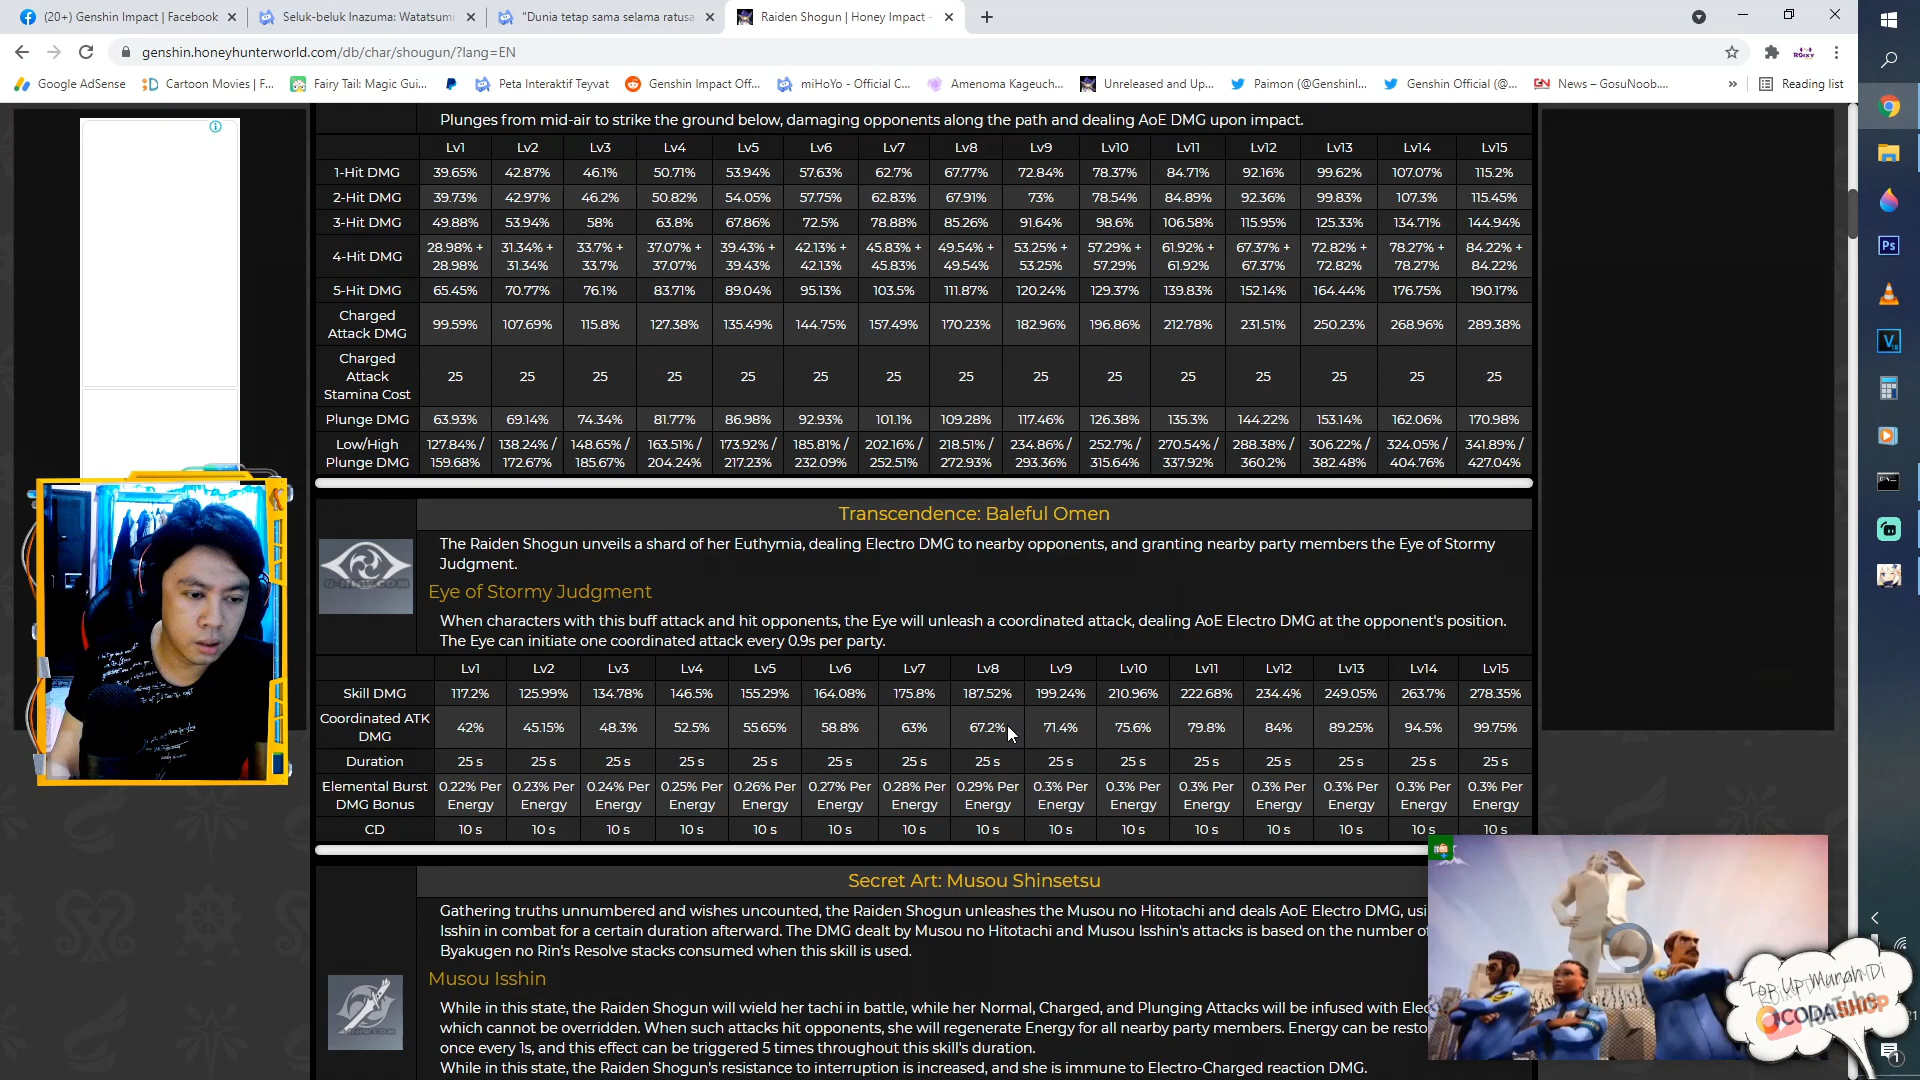 (20+) Genshin Impact | Facebook
Seluk-beluk Inazuma: Watatsumi
"Dunia tetap sama selama ratusa
Raiden Shogun | Honey Impact -
genshin.honeyhunterworld.com/db/char/shougun/?lang=EN
Google AdSense
Cartoon Movies | F...
Fairy Tail: Magic Gui...
Peta Interaktif Teyvat
Genshin Impact Off...
miHoYo - Official C...
Amenoma Kageuch...
Unreleased and Up...
Paimon (@GenshinI...
Genshin Official (@...
News – GosuNoob....
»
Reading list
Plunges from mid-air to strike the ground below, damaging opponents along the path and dealing AoE DMG upon impact.
Lv1 Lv2 Lv3 Lv4 Lv5 Lv6 Lv7 Lv8 Lv9 Lv10 Lv11 Lv12 Lv13 Lv14 Lv15
1-Hit DMG 39.65% 42.87% 46.1% 50.71% 53.94% 57.63% 62.7% 67.77% 72.84% 78.37% 84.71% 92.16% 99.62% 107.07% 115.2%
2-Hit DMG 39.73% 42.97% 46.2% 50.82% 54.05% 57.75% 62.83% 67.91% 73% 78.54% 84.89% 92.36% 99.83% 107.3% 115.45%
3-Hit DMG 49.88% 53.94% 58% 63.8% 67.86% 72.5% 78.88% 85.26% 91.64% 98.6% 106.58% 115.95% 125.33% 134.71% 144.94%
28.98% + 31.34% + 33.7% + 37.07% + 39.43% + 42.13% + 45.83% + 49.54% + 53.25% + 57.29% + 61.92% + 67.37% + 72.82% + 78.27% + 84.22% +
4-Hit DMG
28.98% 31.34% 33.7% 37.07% 39.43% 42.13% 45.83% 49.54% 53.25% 57.29% 61.92% 67.37% 72.82% 78.27% 84.22%
5-Hit DMG 65.45% 70.77% 76.1% 83.71% 89.04% 95.13% 103.5% 111.87% 120.24% 129.37% 139.83% 152.14% 164.44% 176.75% 190.17%
Charged
Attack DMG
99.59% 107.69% 115.8% 127.38% 135.49% 144.75% 157.49% 170.23% 182.96% 196.86% 212.78% 231.51% 250.23% 268.96% 289.38%
Charged
Attack
Stamina Cost
25 25 25 25 25 25 25 25 25 25 25 25 25 25 25
Plunge DMG 63.93% 69.14% 74.34% 81.77% 86.98% 92.93% 101.1% 109.28% 117.46% 126.38% 135.3% 144.22% 153.14% 162.06% 170.98%
Low/High 127.84% / 138.24% / 148.65% / 163.51% / 173.92% / 185.81% / 202.16% / 218.51% / 234.86% / 252.7% / 270.54% / 288.38% / 306.22% / 324.05% / 341.89% /
Plunge DMG 159.68% 172.67% 185.67% 204.24% 217.23% 232.09% 252.51% 272.93% 293.36% 315.64% 337.92% 360.2% 382.48% 404.76% 427.04%
Transcendence: Baleful Omen
The Raiden Shogun unveils a shard of her Euthymia, dealing Electro DMG to nearby opponents, and granting nearby party members the Eye of Stormy
Judgment.
Eye of Stormy Judgment
When characters with this buff attack and hit opponents, the Eye will unleash a coordinated attack, dealing AoE Electro DMG at the opponent's position.
The Eye can initiate one coordinated attack every 0.9s per party.
Lv1 Lv2 Lv3 Lv4 Lv5 Lv6 Lv7 Lv8 Lv9 Lv10 Lv11 Lv12 Lv13 Lv14 Lv15
Skill DMG 117.2% 125.99% 134.78% 146.5% 155.29% 164.08% 175.8% 187.52% 199.24% 210.96% 222.68% 234.4% 249.05% 263.7% 278.35%
Coordinated ATK
DMG
42% 45.15% 48.3% 52.5% 55.65% 58.8% 63% 67.2% 71.4% 75.6% 79.8% 84% 89.25% 94.5% 99.75%
Duration 25 s 25 s 25 s 25 s 25 s 25 s 25 s 25 s 25 s 25 s 25 s 25 s 25 s 25 s 25 s
Elemental Burst 0.22% Per 0.23% Per 0.24% Per 0.25% Per 0.26% Per 0.27% Per 0.28% Per 0.29% Per 0.3% Per 0.3% Per 0.3% Per 0.3% Per 0.3% Per 0.3% Per 0.3% Per
DMG Bonus Energy Energy Energy Energy Energy Energy Energy Energy Energy Energy Energy Energy Energy Energy Energy
CD 10 s 10 s 10 s 10 s 10 s 10 s 10 s 10 s 10 s 10 s 10 s 10 s 10 s 10 s 10 s
Secret Art: Musou Shinsetsu
Gathering truths unnumbered and wishes uncounted, the Raiden Shogun unleashes the Musou no Hitotachi and deals AoE Electro DMG, usi
Isshin in combat for a certain duration afterward. The DMG dealt by Musou no Hitotachi and Musou Isshin's attacks is based on the number of
Byakugen no Rin's Resolve stacks consumed when this skill is used.
Musou Isshin
While in this state, the Raiden Shogun will wield her tachi in battle, while her Normal, Charged, and Plunging Attacks will be infused with Elec
which cannot be overridden. When such attacks hit opponents, she will regenerate Energy for all nearby party members. Energy can be resto
once every 1s, and this effect can be triggered 5 times throughout this skill's duration.
While in this state, the Raiden Shogun's resistance to interruption is increased, and she is immune to Electro-Charged reaction DMG.
Top Up Murah Di
CODAShop
Ps